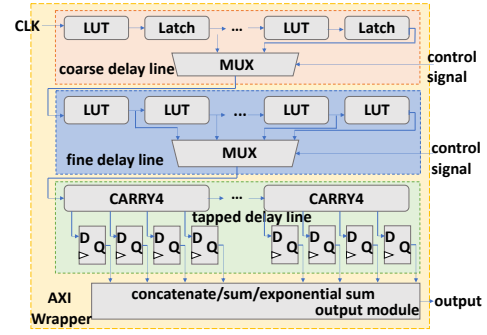 CLK
LUT Latch ... LUT Latch
MUX
coarse delay line
control
signal
LUT LUT ... LUT LUT
MUX
fine delay line
control
signal
CARRY4 ... CARRY4
tapped delay line
D Q D Q D Q D Q D Q D Q D Q D Q
concatenate/sum/exponential sum
output module
AXI
Wrapper
output